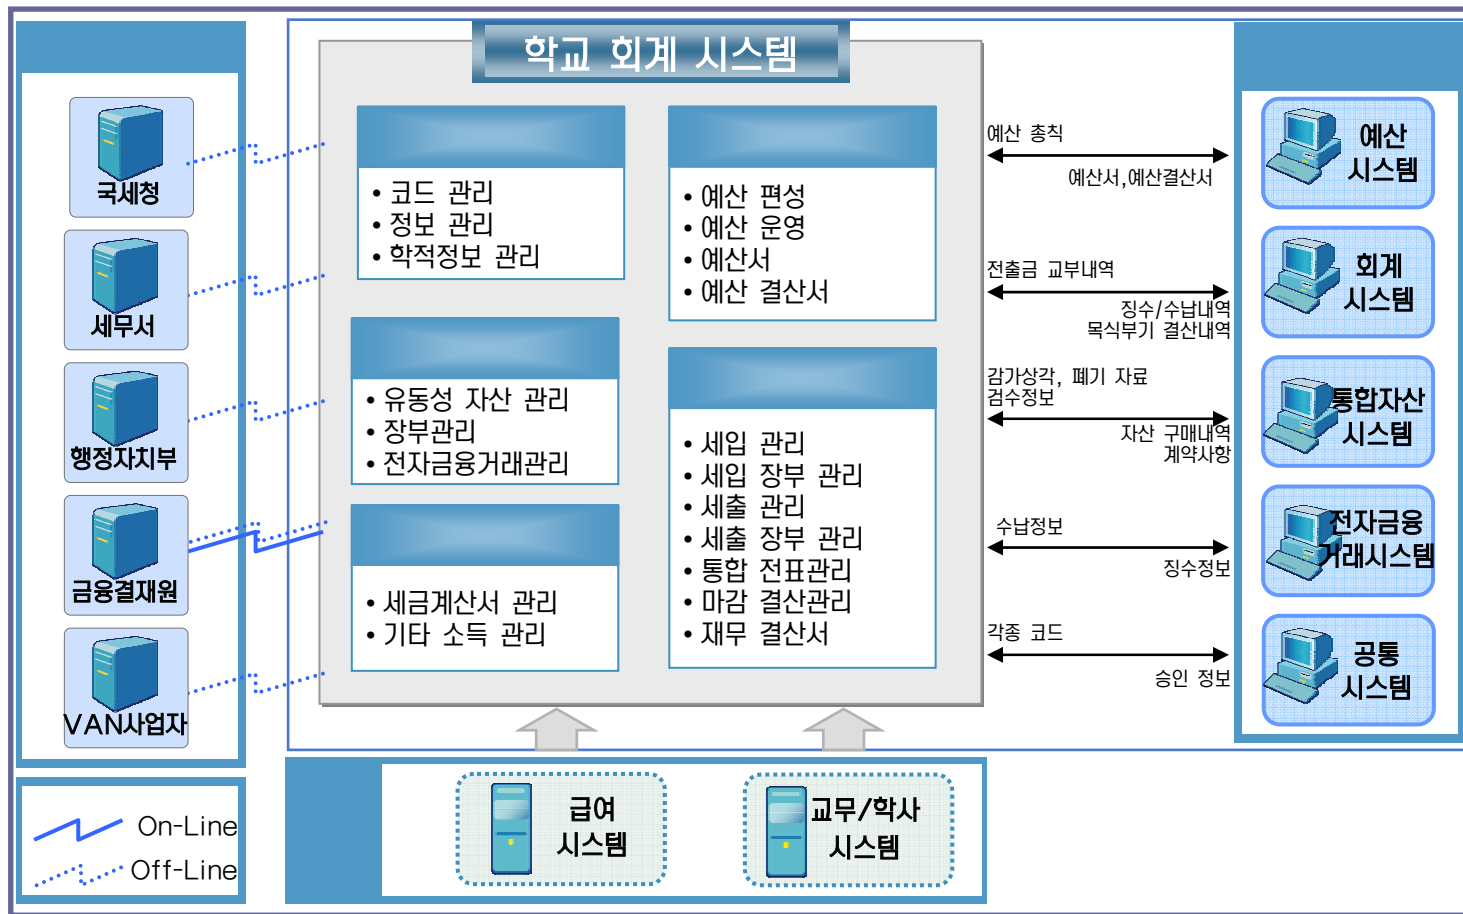 학교 회계 시스템
국세청
세무서
행정자치부
금융결재원
VAN사업자
On-Line
Off-Line
• 코드 관리
• 정보 관리
• 학적정보 관리
• 유동성 자산 관리
• 장부관리
• 전자금융거래관리
• 세금계산서 관리
• 기타 소득 관리
• 예산 편성
• 예산 운영
• 예산서
• 예산 결산서
• 세입 관리
• 세입 장부 관리
• 세출 관리
• 세출 장부 관리
• 통합 전표관리
• 마감 결산관리
• 재무 결산서
예산 총칙
예산서,예산결산서
전출금 교부내역
징수/수납내역
목식부기 결산내역
감가상각, 폐기 자료
검수정보
자산 구매내역
계약사항
수납정보
징수정보
각종 코드
승인 정보
예산
시스템
회계
시스템
통합자산
시스템
전자금융
거래시스템
공통
시스템
급여
시스템
교무/학사
시스템